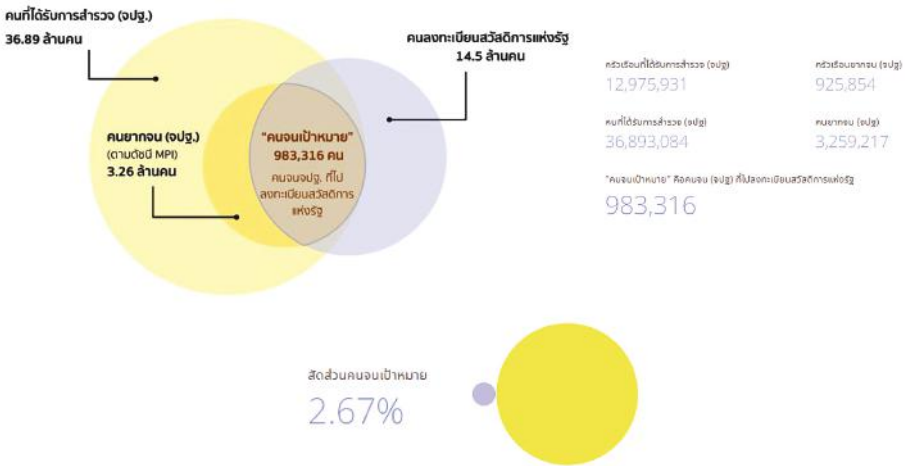 คนที่ได้รับการสำรวจ (จปฐ.)
36.89 ล้านคน
คนลงทะเบียนสวัสดิการแห่งรัฐ
14.5 ล้านคน
คนยากจน (จปฐ.)
(ตามดัชนี MPI)
3.26 ล้านคน
"คนจนเป้าหมาย"
983,316 คน
คนจนจปฐ. ที่ไป
ลงทะเบียนสวัสดิการ
แห่งรัฐ
ครัวเรือนที่ได้รับการสำรวจ (จปฐ)
12,975,931
ครัวเรือนยากจน (จปฐ)
925,854
คนที่ได้รับการสำรวจ (จปฐ)
36,893,084
คนยากจน (จปฐ)
3,259,217
"คนจนเป้าหมาย" คือคนจน (จปฐ) ที่ไปลงทะเบียนสวัสดิการแห่งรัฐ
983,316
สัดส่วนคนจนเป้าหมาย
2.67%